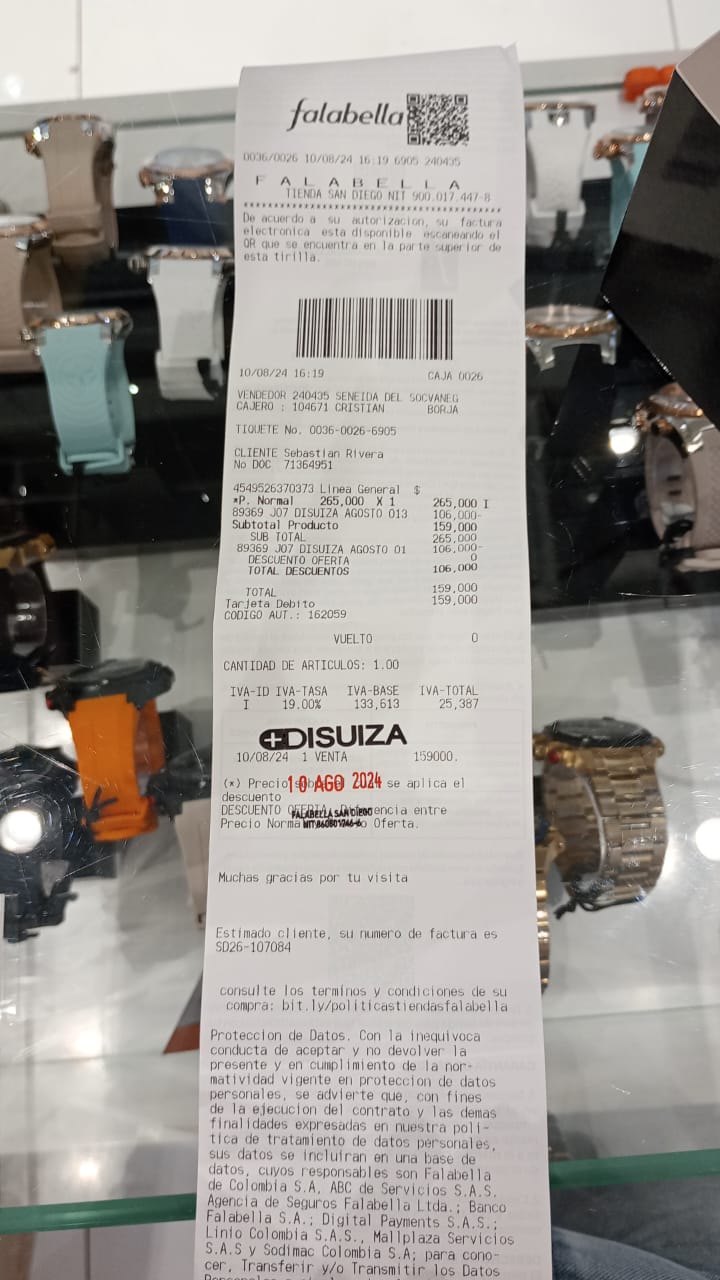 falabella
0036/0026 10/08/24 16:19 6905 240435
F A L A B E L L A
TIENDA SAN DIEGO NIT 900.017.447-8
De acuerdo a su autorizacion, su factura
electronica esta disponible escaneando el
QR que se encuentra en la parte superior de
esta tirilla.
10/08/24 16:19 CAJA 0026
VENDEDOR 240435 SENEIDA DEL SOCVANEG
CAJERO : 104671 CRISTIAN BORJA
TIQUETE No. 0036-0026-6905
CLIENTE Sebastian Rivera
No DOC 71364951
4549526370373 Linea General $
*P. Normal 265,000 X 1 265,000 I
89369 J07 DISUIZA AGOSTO 013 106,000-
Subtotal Producto 159,000
SUB TOTAL 265,000
89369 J07 DISUIZA AGOSTO 01 106,000-
DESCUENTO OFERTA 0
TOTAL DESCUENTOS 106,000
TOTAL 159,000
Tarjeta Debito 159,000
CODIGO AUT.: 162059
VUELTO 0
CANTIDAD DE ARTICULOS: 1.00
IVA-ID IVA-TASA IVA-BASE IVA-TOTAL
I 19.00% 133,613 25,387
DISUIZA
10/08/24 1 VENTA 159000.
(*) Precio 10 AGO 2024 se aplica el
descuento
DESCUENTO OFERTA: Diferencia entre
FALABELLA SAN DIEGO
Precio Oferta.
Muchas gracias por tu visita
Estimado cliente, su numero de factura es
SD26-107084
consulte los terminos y condiciones de su
compra: bit.ly/politicastiendasfalabella
Proteccion de Datos. Con la inequivoca
conducta de aceptar y no devolver la
presente y en cumplimiento de la nor-
matividad vigente en proteccion de datos
personales, se advierte que, con fines
de la ejecucion del contrato y las demas
finalidades expresadas en nuestra poli-
tica de tratamiento de datos personales,
sus datos se incluiran en una base de
datos, cuyos responsables son Falabella
de Colombia S.A, ABC de Servicios S.A.S.
Agencia de Seguros Falabella Ltda.; Banco
Falabella S.A.; Digital Payments S.A.S.;
Linio Colombia S.A.S., Mallplaza Servicios
S.A.S y Sodimac Colombia S.A; para cono-
cer, Transferir y/o Transmitir los Datos